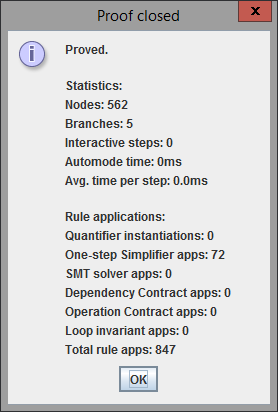 Proof closed
x
i
Proved.
Statistics:
Nodes: 562
Branches: 5
Interactive steps: 0
Automode time: 0ms
Avg. time per step: 0.0ms
Rule applications:
Quantifier instantiations: 0
One-step Simplifier apps: 72
SMT solver apps: 0
Dependency Contract apps: 0
Operation Contract apps: 0
Loop invariant apps: 0
Total rule apps: 847
OK